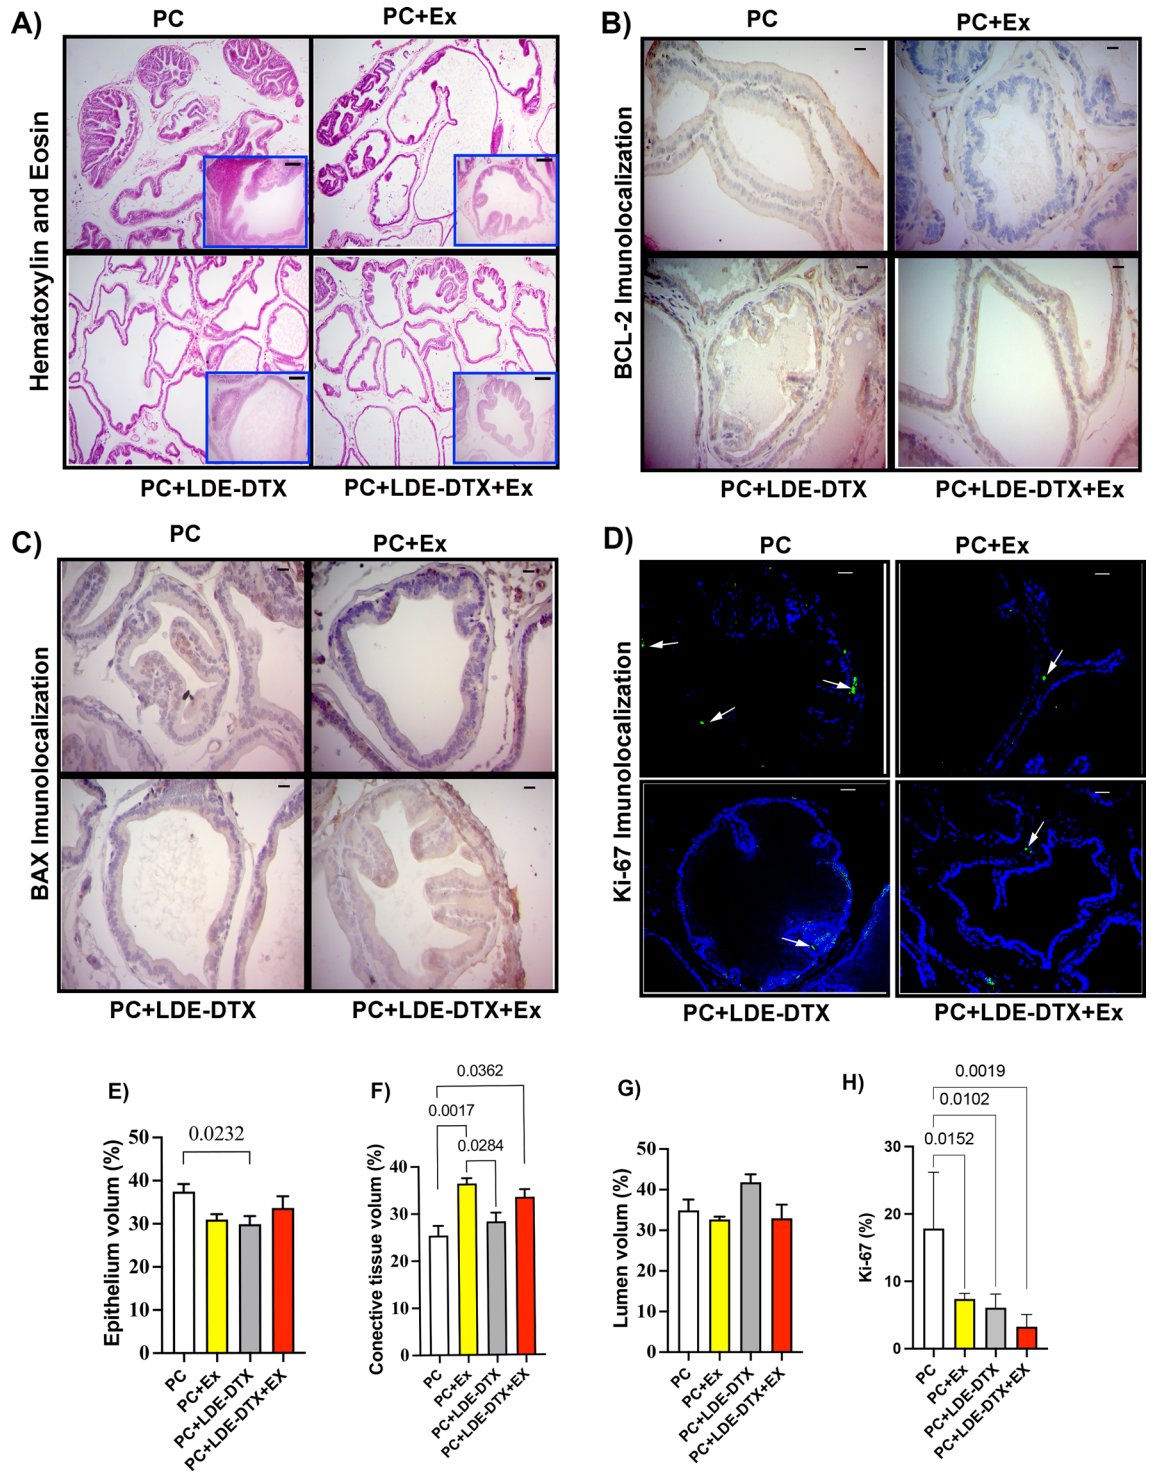 A)
PC
PC+Ex
Hematoxylin and Eosin
PC+LDE-DTX
PC+LDE-DTX+Ex
B)
PC
PC+Ex
BCL-2 Imunolocalization
PC+LDE-DTX
PC+LDE-DTX+Ex
C)
PC
PC+Ex
BAX Imunolocalization
PC+LDE-DTX
PC+LDE-DTX+Ex
D)
PC
PC+Ex
Ki-67 Imunolocalization
PC+LDE-DTX
PC+LDE-DTX+Ex
E)
0.0232
Epithelium volum (%)
50
40
30
20
10
0
PC
PC+Ex
PC+LDE-DTX
PC+LDE-DTX+EX
F)
0.0362
0.0017
0.0284
Conective tissue volum (%)
40
30
20
10
0
PC
PC+Ex
PC+LDE-DTX
PC+LDE-DTX+EX
G)
Lumen volum (%)
50
40
30
20
10
0
PC
PC+Ex
PC+LDE-DTX
PC+LDE-DTX+EX
H)
0.0019
0.0102
0.0152
Ki-67 (%)
30
20
10
0
PC
PC+Ex
PC+LDE-DTX
PC+LDE-DTX+EX